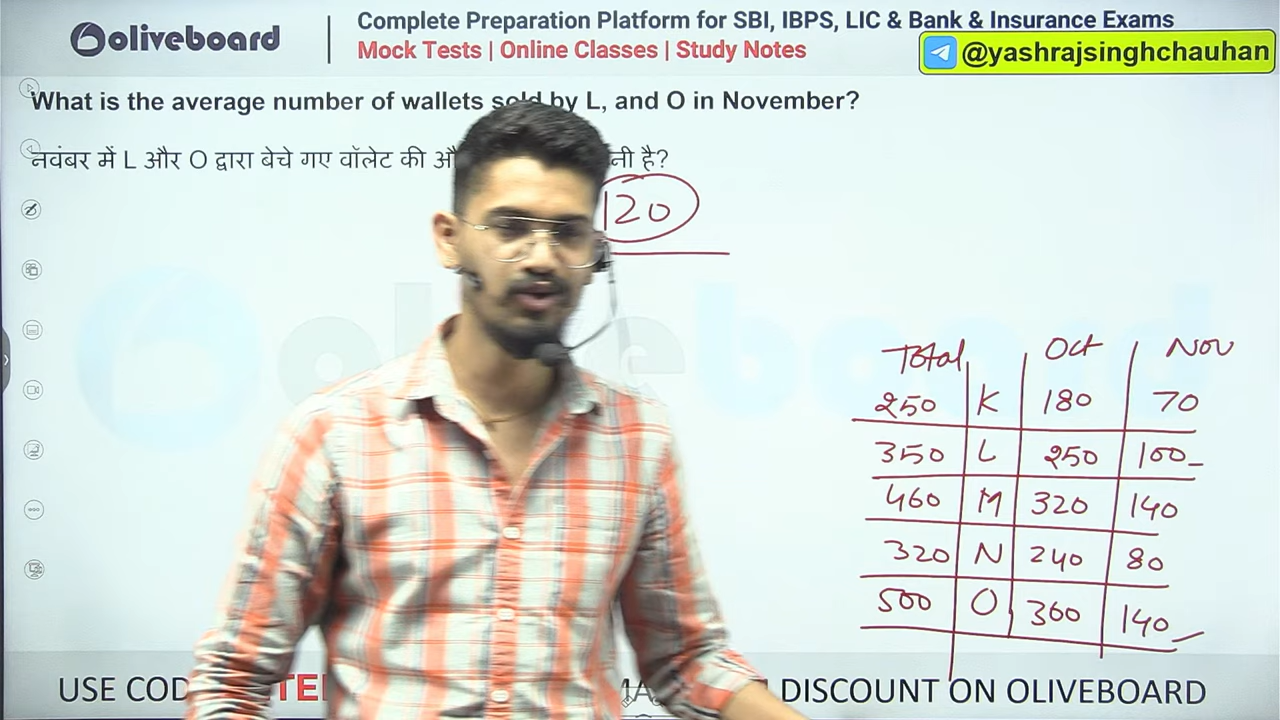 oliveboard
Complete Preparation Platform for SBI, IBPS, LIC & Bank & Insurance Exams
Mock Tests | Online Classes | Study Notes
@yashrajsinghchauhan
What is the average number of wallets sold by L, and O in November?
नवंबर में L और O द्वारा बेचे गए वॉलेट की है?
120
Total Oct Nov
250 K 180 70
350 L 250 100
460 M 320 140
320 N 240 80
500 O 360 140
USE DISCOUNT ON OLIVEBOARD